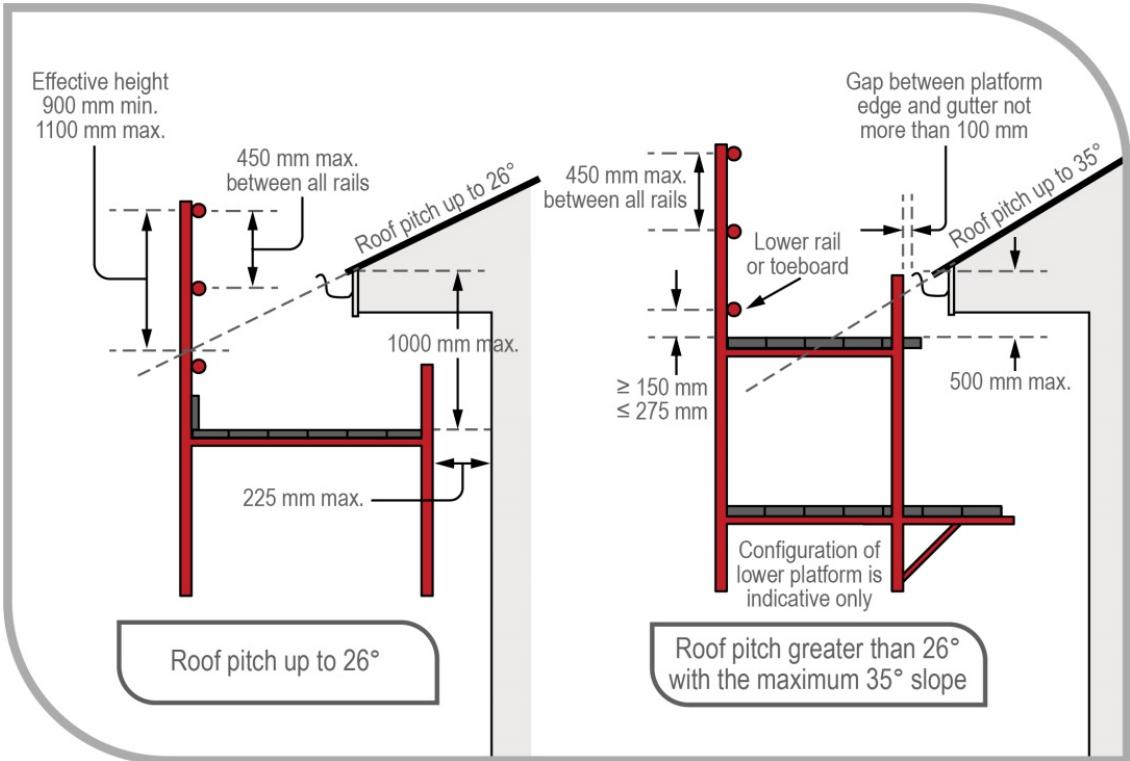 Effective height
900 mm min.
1100 mm max.
450 mm max.
between all rails
Roof pitch up to 26°
1000 mm max.
225 mm max.
Roof pitch up to 26°
Gap between platform
edge and gutter not
more than 100 mm
450 mm max.
between all rails
Roof pitch up to 35°
Lower rail
or toeboard
≥ 150 mm
≤ 275 mm
500 mm max.
Configuration of
lower platform is
indicative only
Roof pitch greater than 26°
with the maximum 35° slope